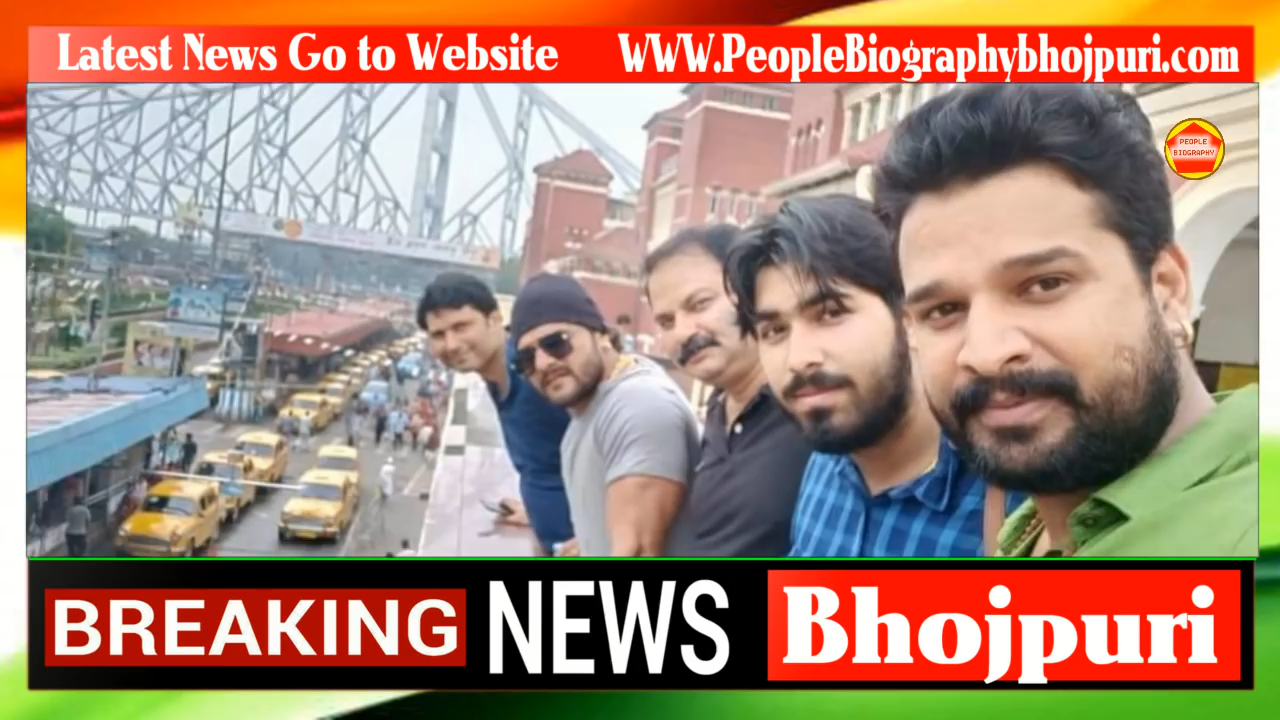 Latest News Go to Website
WWW.PeopleBiographybhojpuri.com
PEOPLE
BIOGRAPHY
BREAKING
NEWS
Bhojpuri